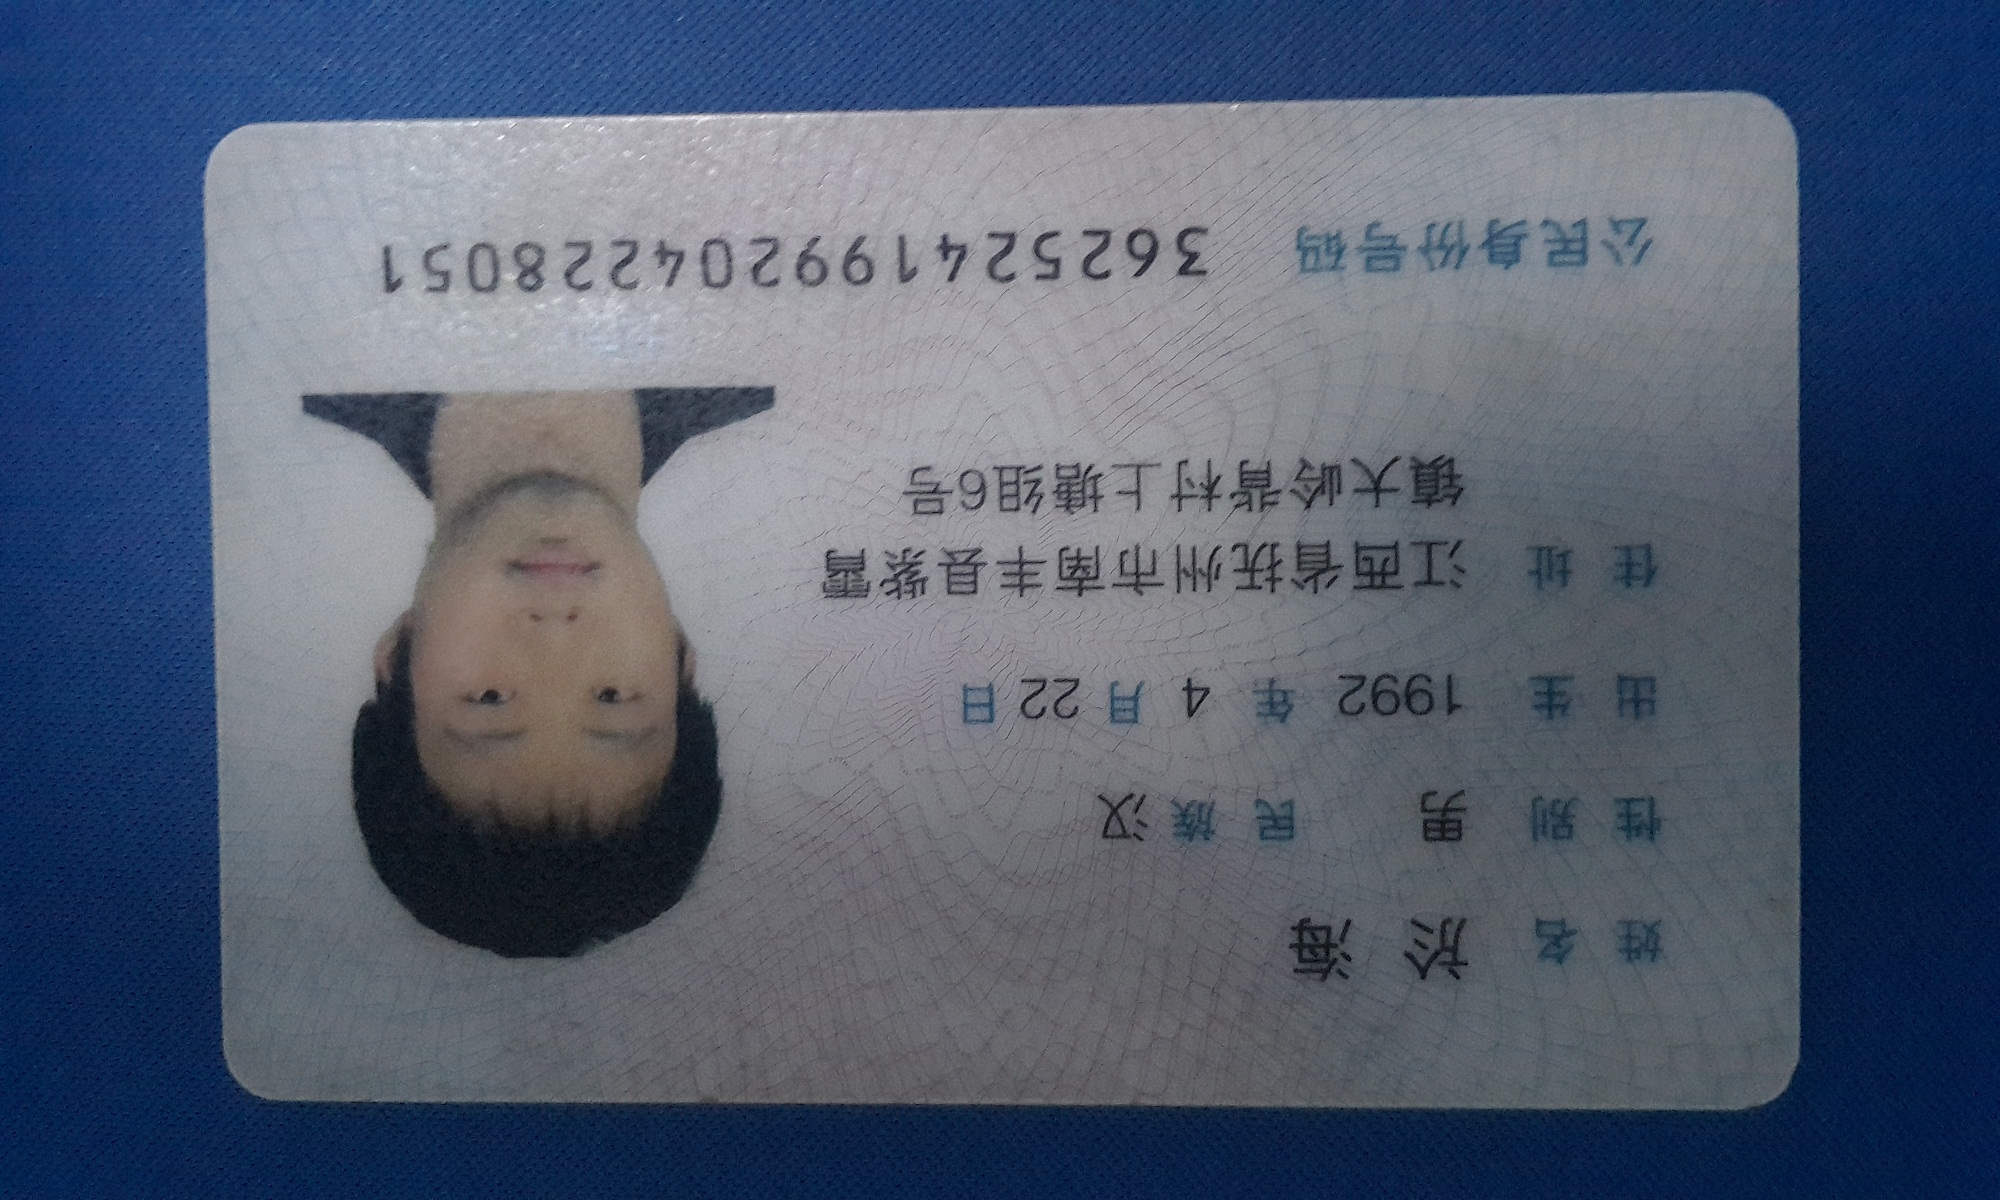 姓名 於海
性别 男 民族 汉
出生 1992 年 4 月 22 日
住址 江西省抚州市南丰县紫霄
镇大岭背村上塘组6号
公民身份号码 362524199204228051